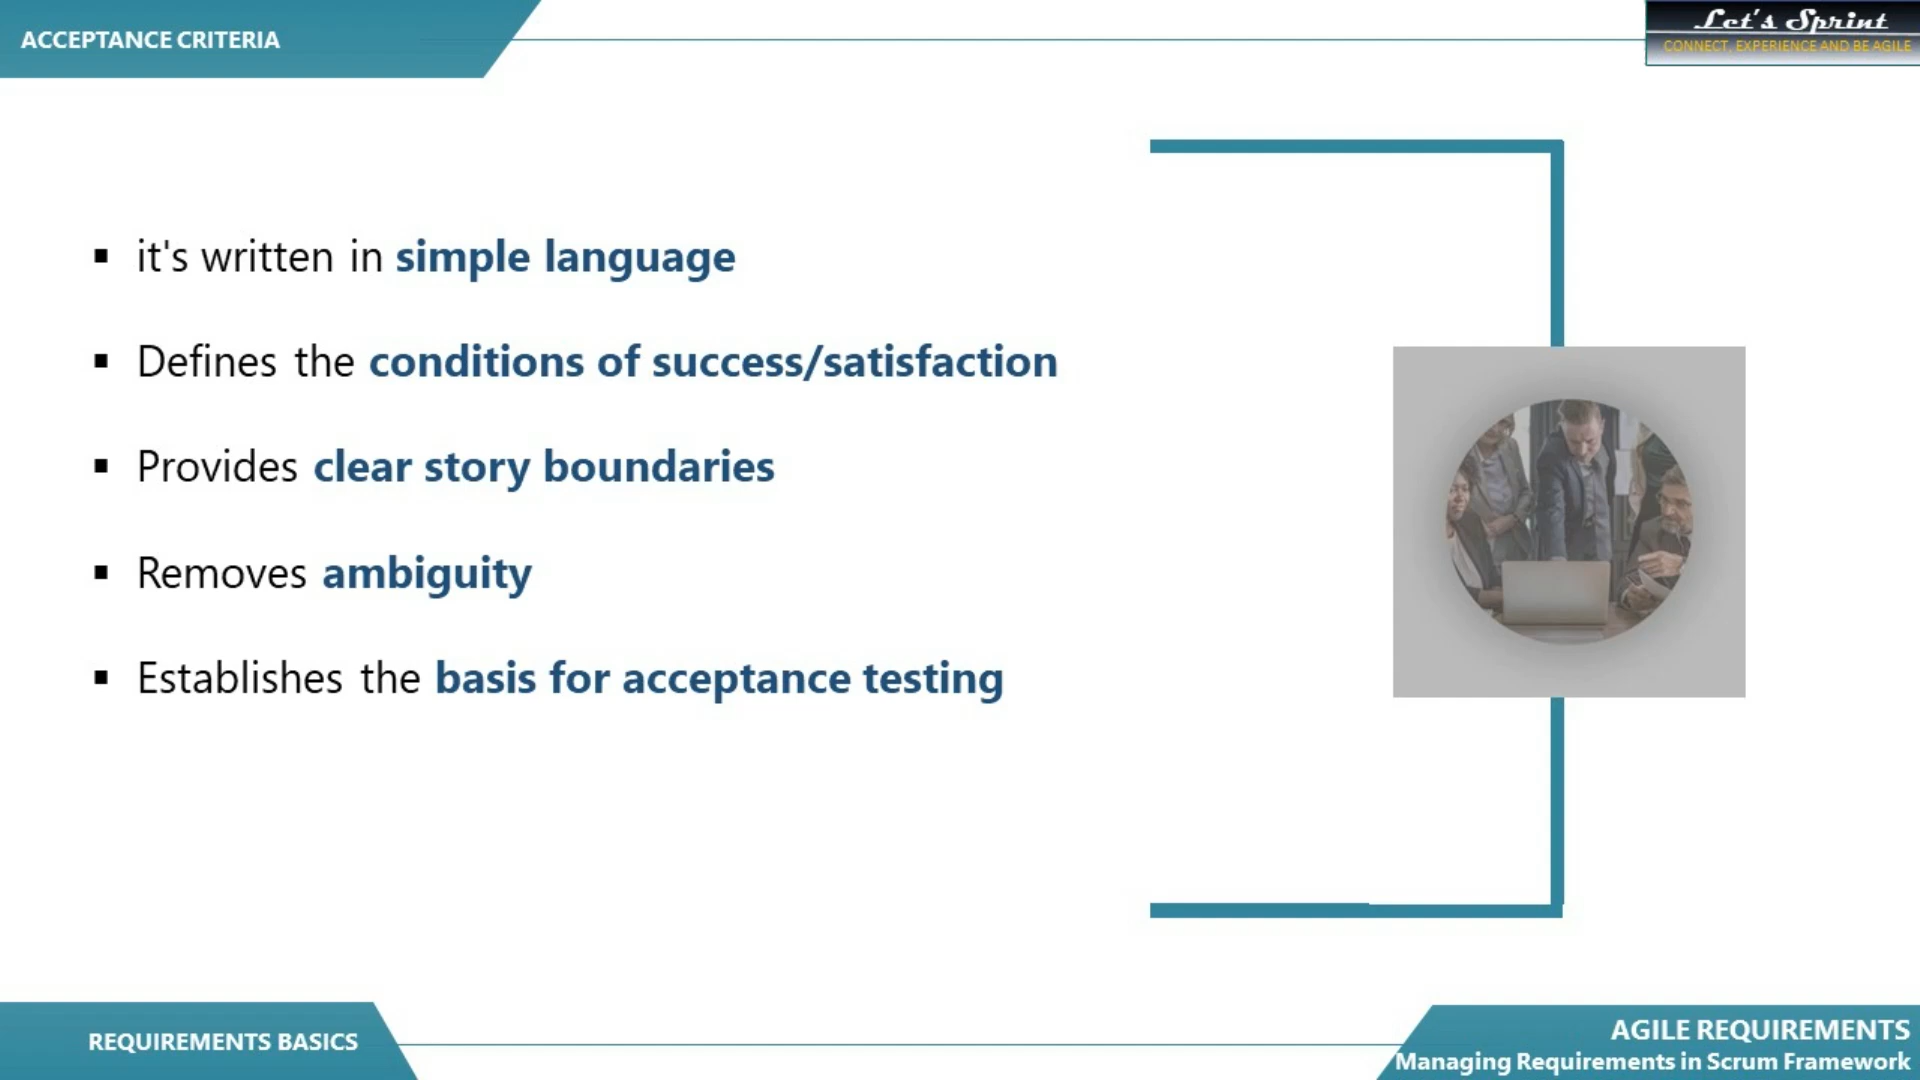 ACCEPTANCE CRITERIA
Let's Sprint
CONNECT, EXPERIENCE AND BE AGILE
▪ it's written in simple language
▪ Defines the conditions of success/satisfaction
▪ Provides clear story boundaries
▪ Removes ambiguity
▪ Establishes the basis for acceptance testing
REQUIREMENTS BASICS
AGILE REQUIREMENTS
Managing Requirements in Scrum Framework